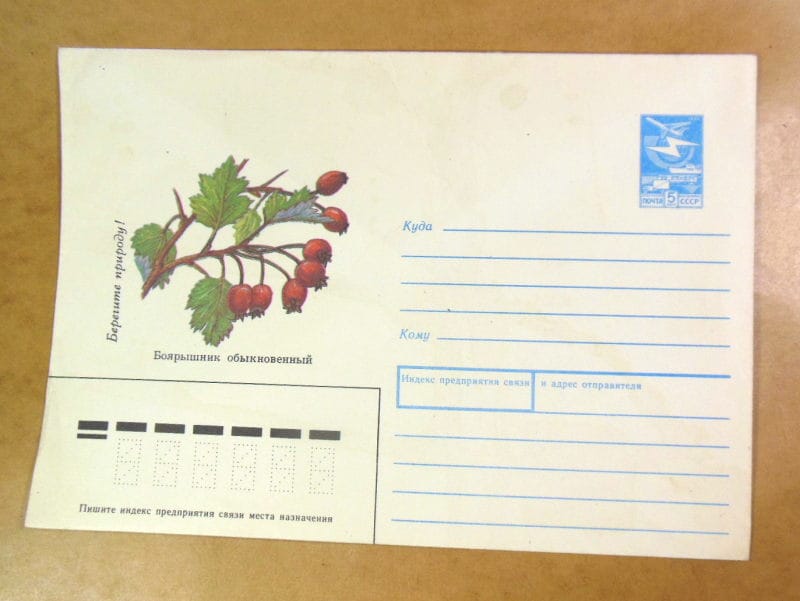 Берегите природу!
Боярышник обыкновенный
ПОЧТА 5 СССР
Куда
Кому
Индекс предприятия связи и адрес отправителя
Пишите индекс предприятия связи места назначения